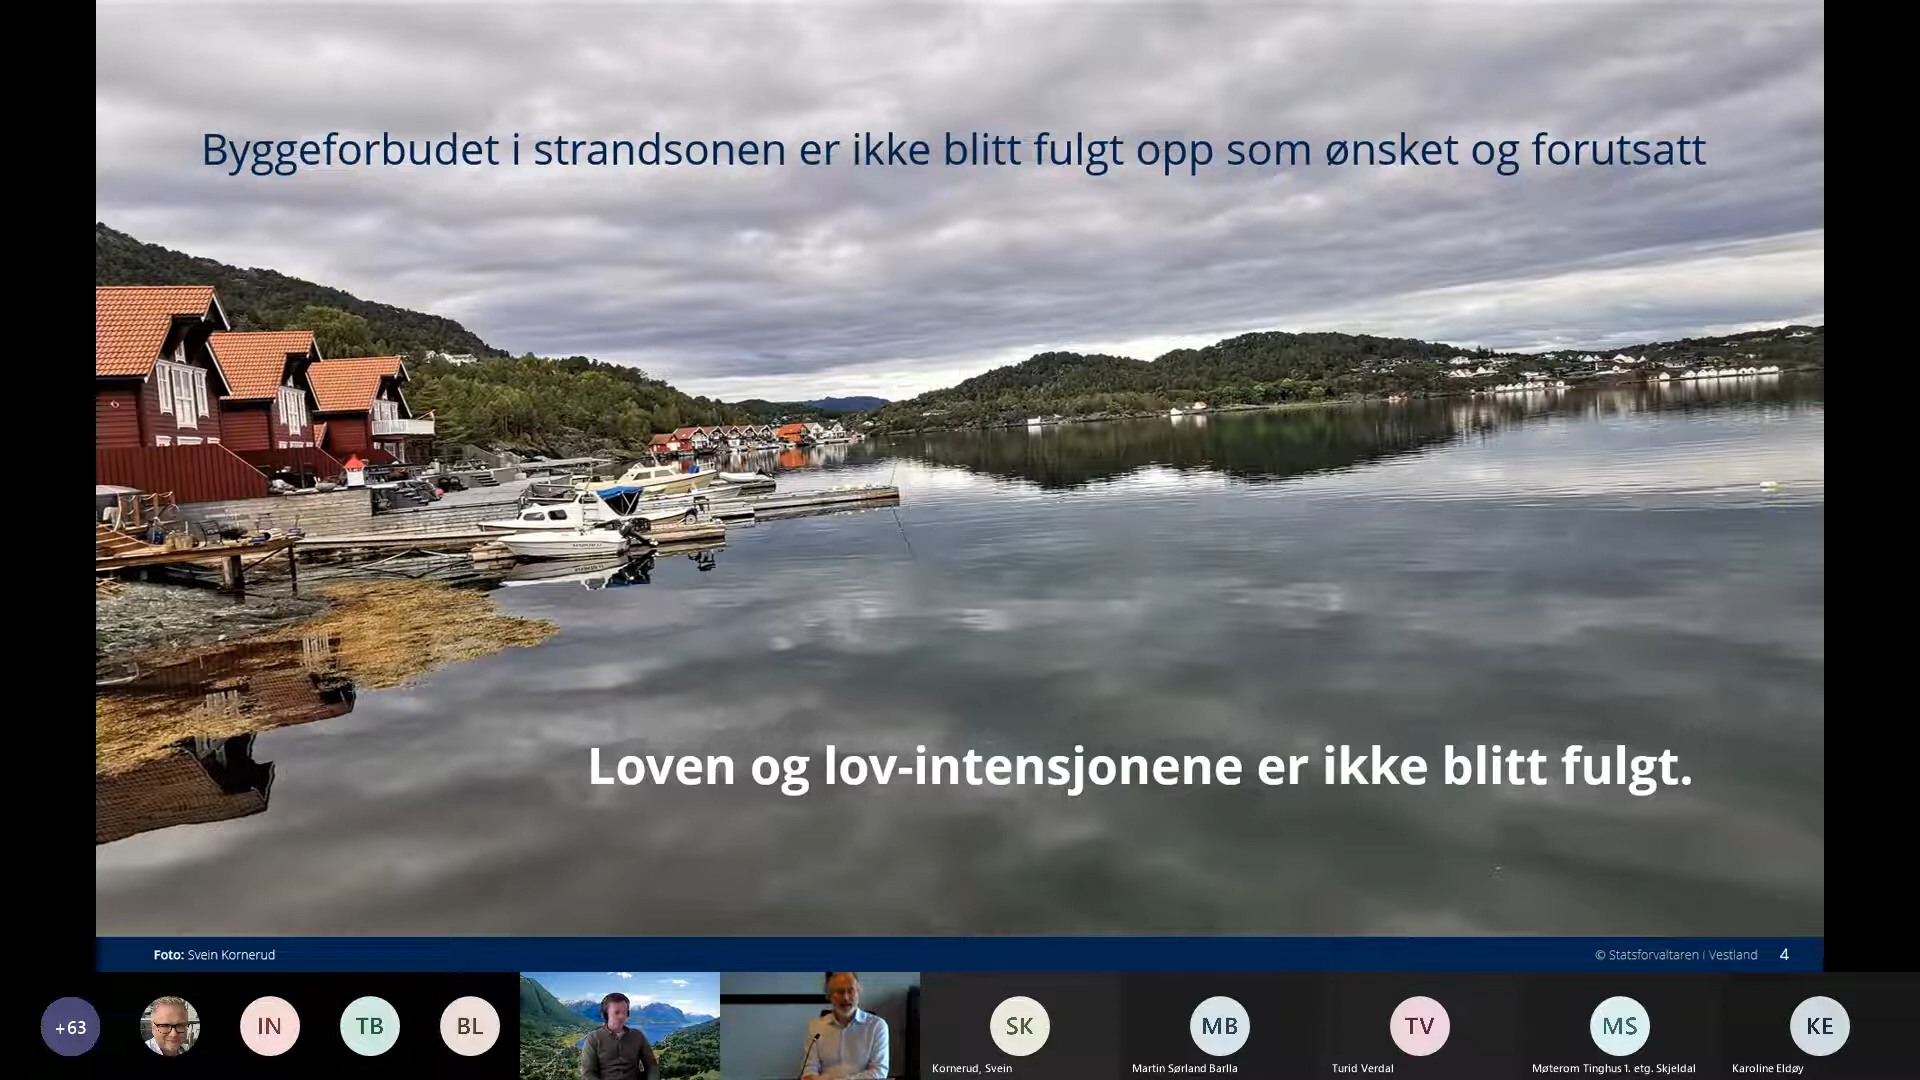 Byggeforbudet i strandsonen er ikke blitt fulgt opp som ønsket og forutsatt
Loven og lov-intensjonene er ikke blitt fulgt.
Foto: Svein Kornerud
© Statsforvaltaren i Vestland 4
+63
IN
TB
BL
SK
MB
TV
MS
KE
Kornerud, Svein
Martin Sørland Barlla
Turid Verdal
Møterom Tinghus 1. etg. Skjeldal
Karoline Eldøy